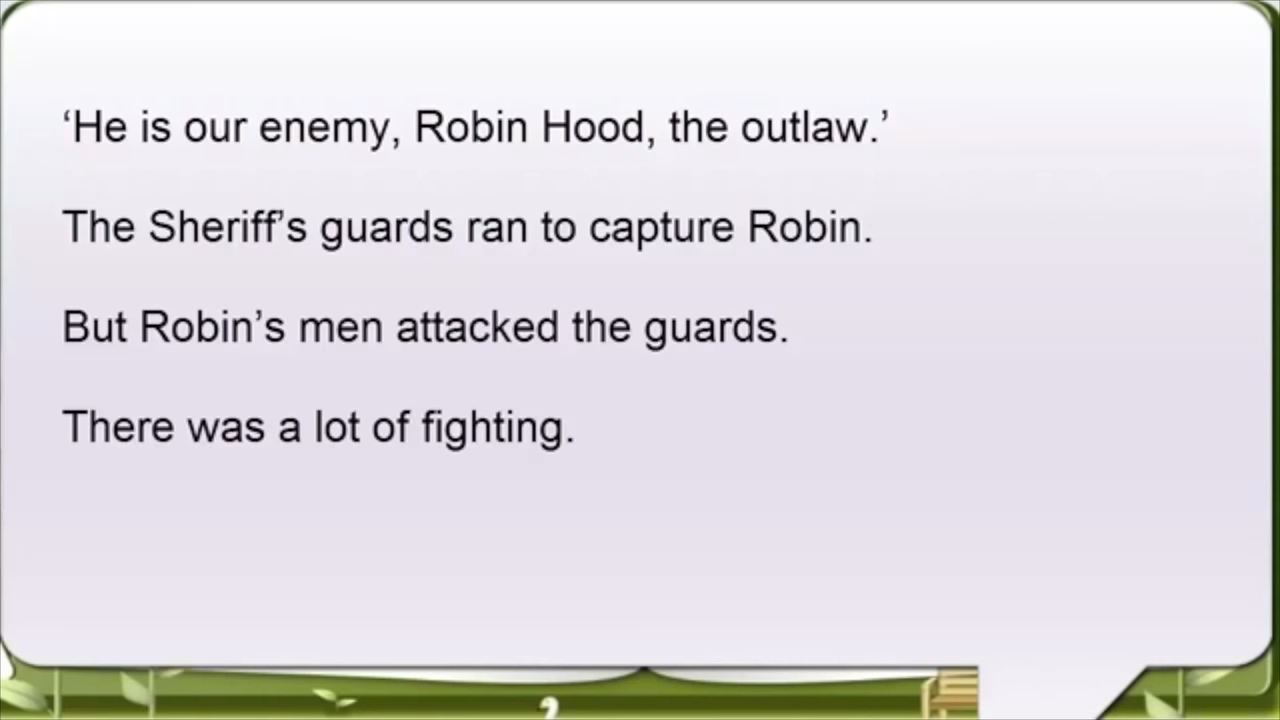 ‘He is our enemy, Robin Hood, the outlaw.’
The Sheriff’s guards ran to capture Robin.
But Robin’s men attacked the guards.
There was a lot of fighting.